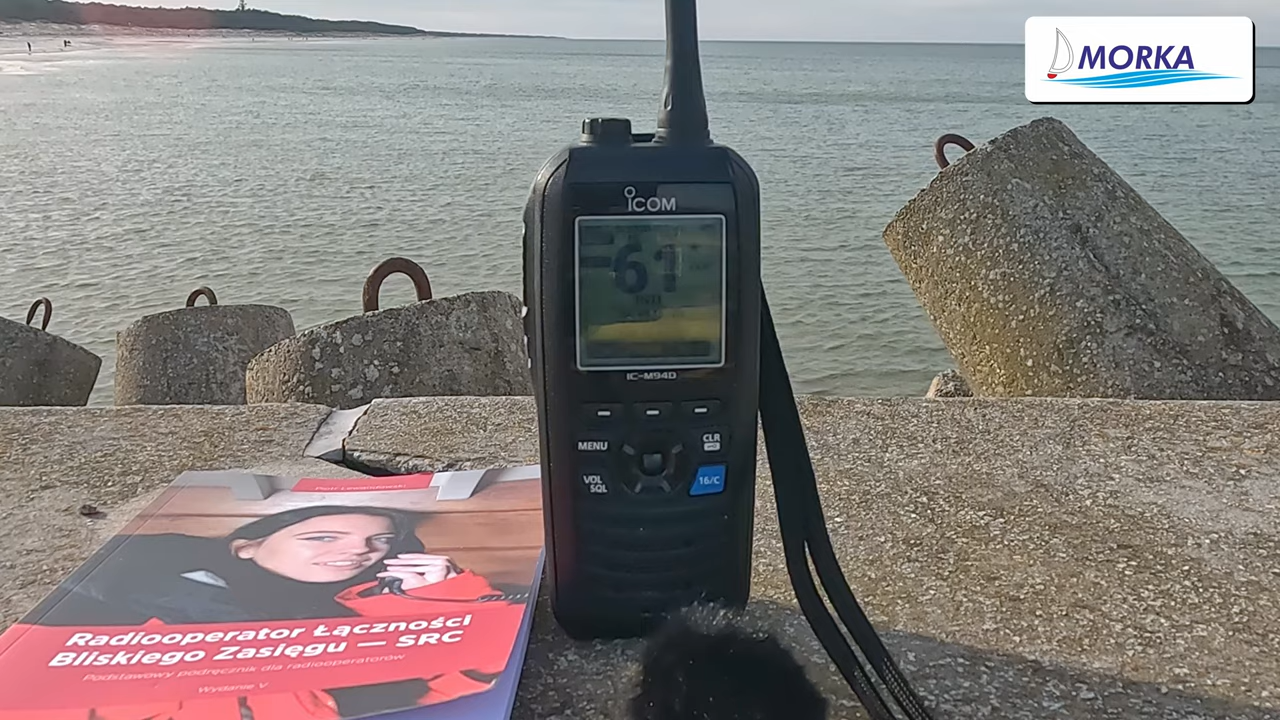 MORKA
ICOM
61
IC-M94D
MENU
CLR
VOL
SQL
16/C
Radiooperator Łączności
Bliskiego Zasięgu — SRC
Podstawowy podręcznik dla radiooperatorów
Wydanie V